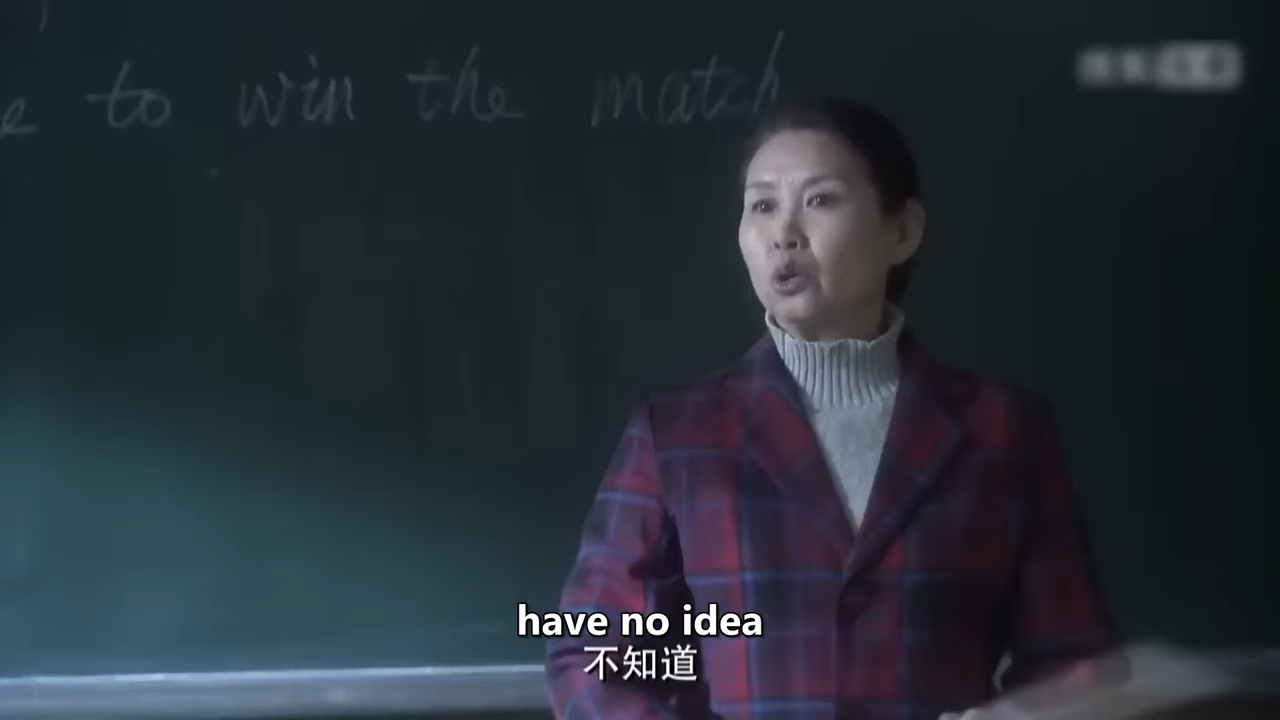 e to win the match
have no idea
不知道